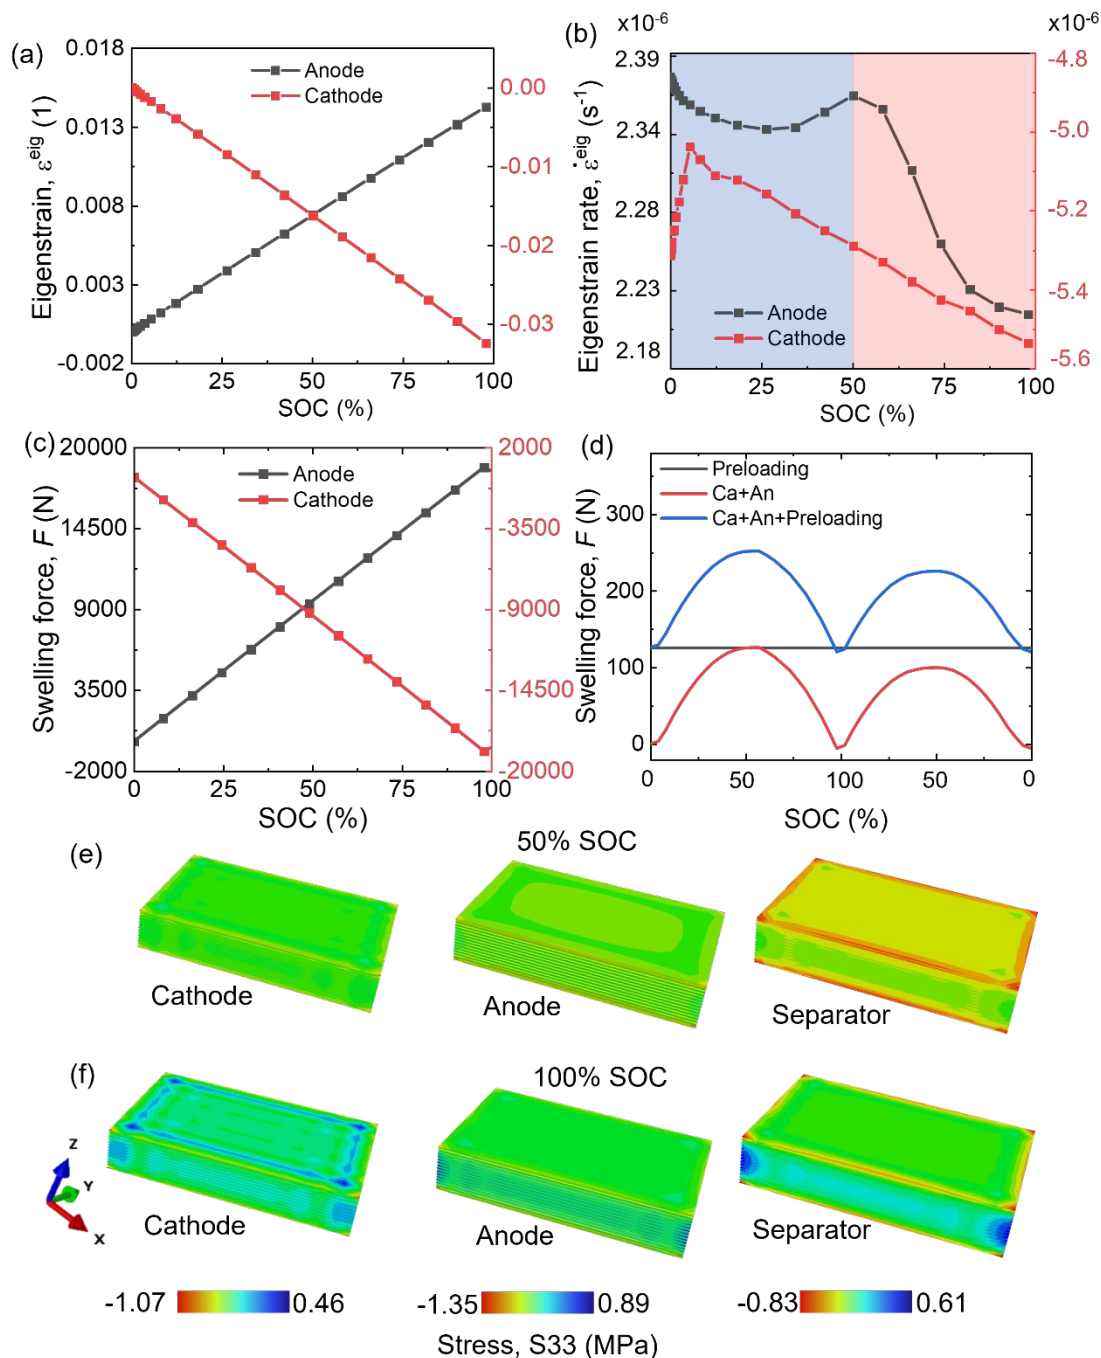 (a)
Eigenstrain, ε^eig (1)
0.018
0.013
0.008
0.003
-0.002
Anode
Cathode
0.00
-0.01
-0.02
-0.03
0 25 50 75 100
SOC (%)
(b)
x10⁻⁶
x10⁻⁶
Eigenstrain rate, ε̇^eig (s⁻¹)
2.39
2.34
2.28
2.23
2.18
Anode
Cathode
-4.8
-5.0
-5.2
-5.4
-5.6
0 25 50 75 100
SOC (%)
(c)
Swelling force, F (N)
20000
14500
9000
3500
-2000
Anode
Cathode
2000
-3500
-9000
-14500
-20000
0 25 50 75 100
SOC (%)
(d)
Swelling force, F (N)
300
200
100
0
Preloading
Ca+An
Ca+An+Preloading
0 50 100 50 0
SOC (%)
(e)
50% SOC
Cathode
Anode
Separator
(f)
100% SOC
Z
Y
X
Cathode
Anode
Separator
-1.07 0.46
-1.35 0.89
-0.83 0.61
Stress, S33 (MPa)